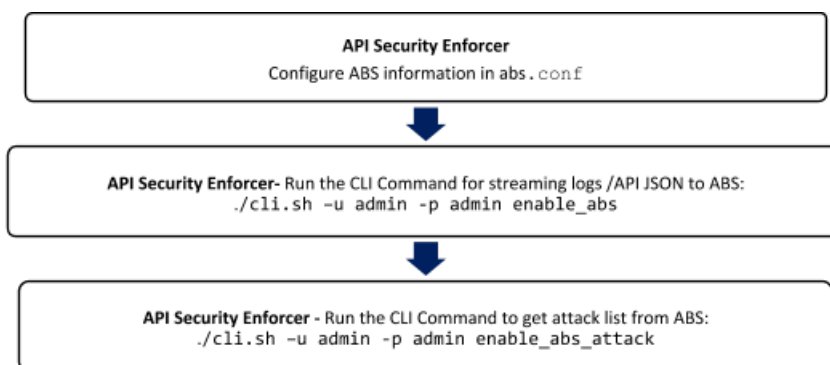 API Security Enforcer
Configure ABS information in abs.conf
API Security Enforcer- Run the CLI Command for streaming logs /API JSON to ABS:
./cli.sh –u admin -p admin enable_abs
API Security Enforcer - Run the CLI Command to get attack list from ABS:
./cli.sh –u admin -p admin enable_abs_attack